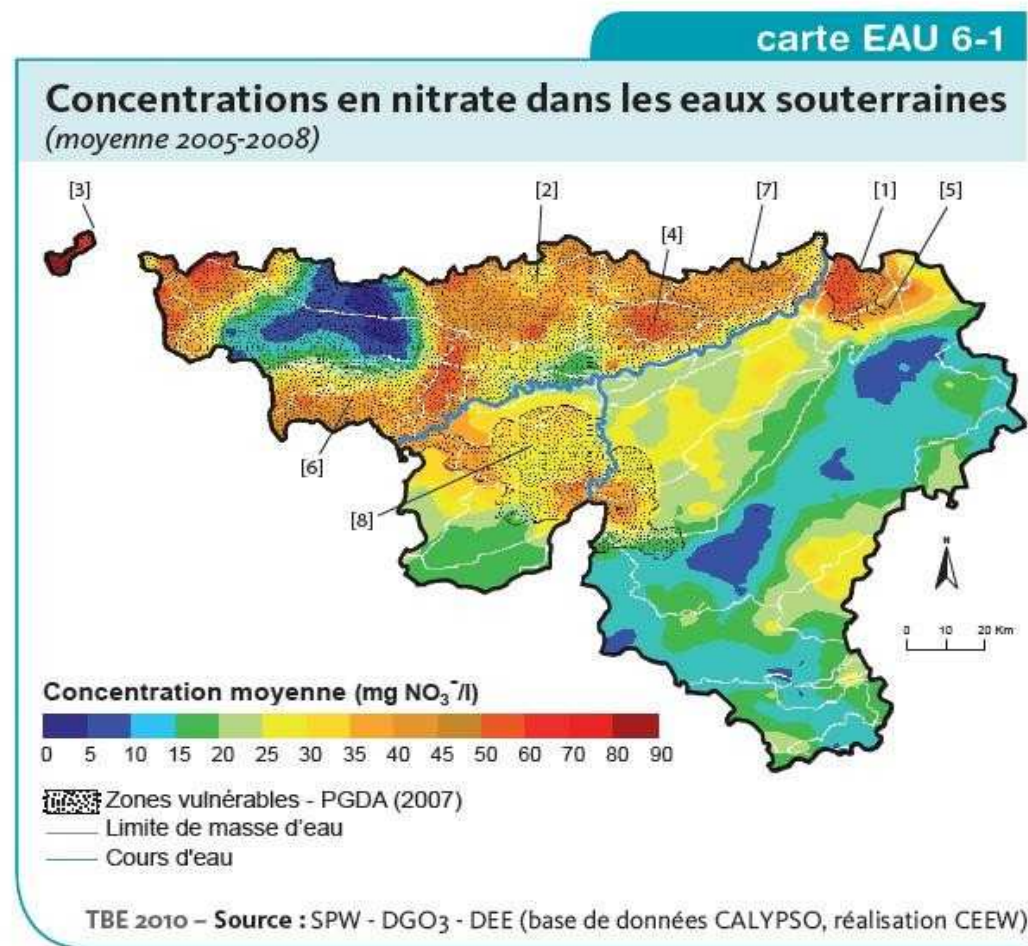 carte EAU 6-1
Concentrations en nitrate dans les eaux souterraines
(moyenne 2005-2008)
[3] [2] [7] [1] [5]
[4]
[6]
[8]
N
0 10 20 Km
Concentration moyenne (mg NO₃⁻/l)
0 5 10 15 20 25 30 35 40 45 50 60 70 80 90
Zones vulnérables - PGDA (2007)
Limite de masse d'eau
Cours d'eau
TBE 2010 – Source : SPW - DGO3 - DEE (base de données CALYPSO, réalisation CEEW)